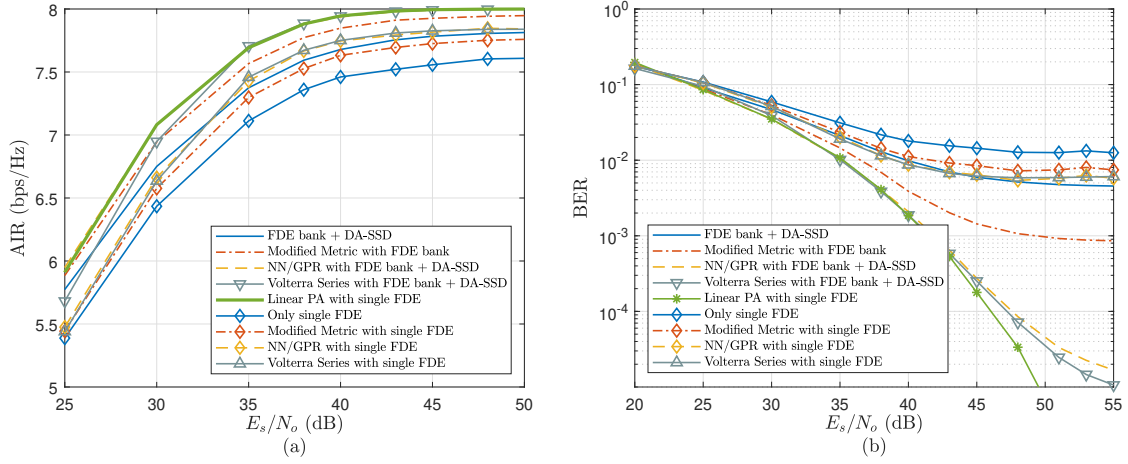 8
7.5
7
6.5
6
5.5
5
AIR (bps/Hz)
25 30 35 40 45 50
E_s/N_o (dB)
(a)
FDE bank + DA-SSD
Modified Metric with FDE bank
NN/GPR with FDE bank + DA-SSD
Volterra Series with FDE bank + DA-SSD
Linear PA with single FDE
Only single FDE
Modified Metric with single FDE
NN/GPR with single FDE
Volterra Series with single FDE
10^0
10^-1
10^-2
10^-3
10^-4
BER
20 25 30 35 40 45 50 55
E_s/N_o (dB)
(b)
FDE bank + DA-SSD
Modified Metric with FDE bank
NN/GPR with FDE bank + DA-SSD
Volterra Series with FDE bank + DA-SSD
Linear PA with single FDE
Only single FDE
Modified Metric with single FDE
NN/GPR with single FDE
Volterra Series with single FDE